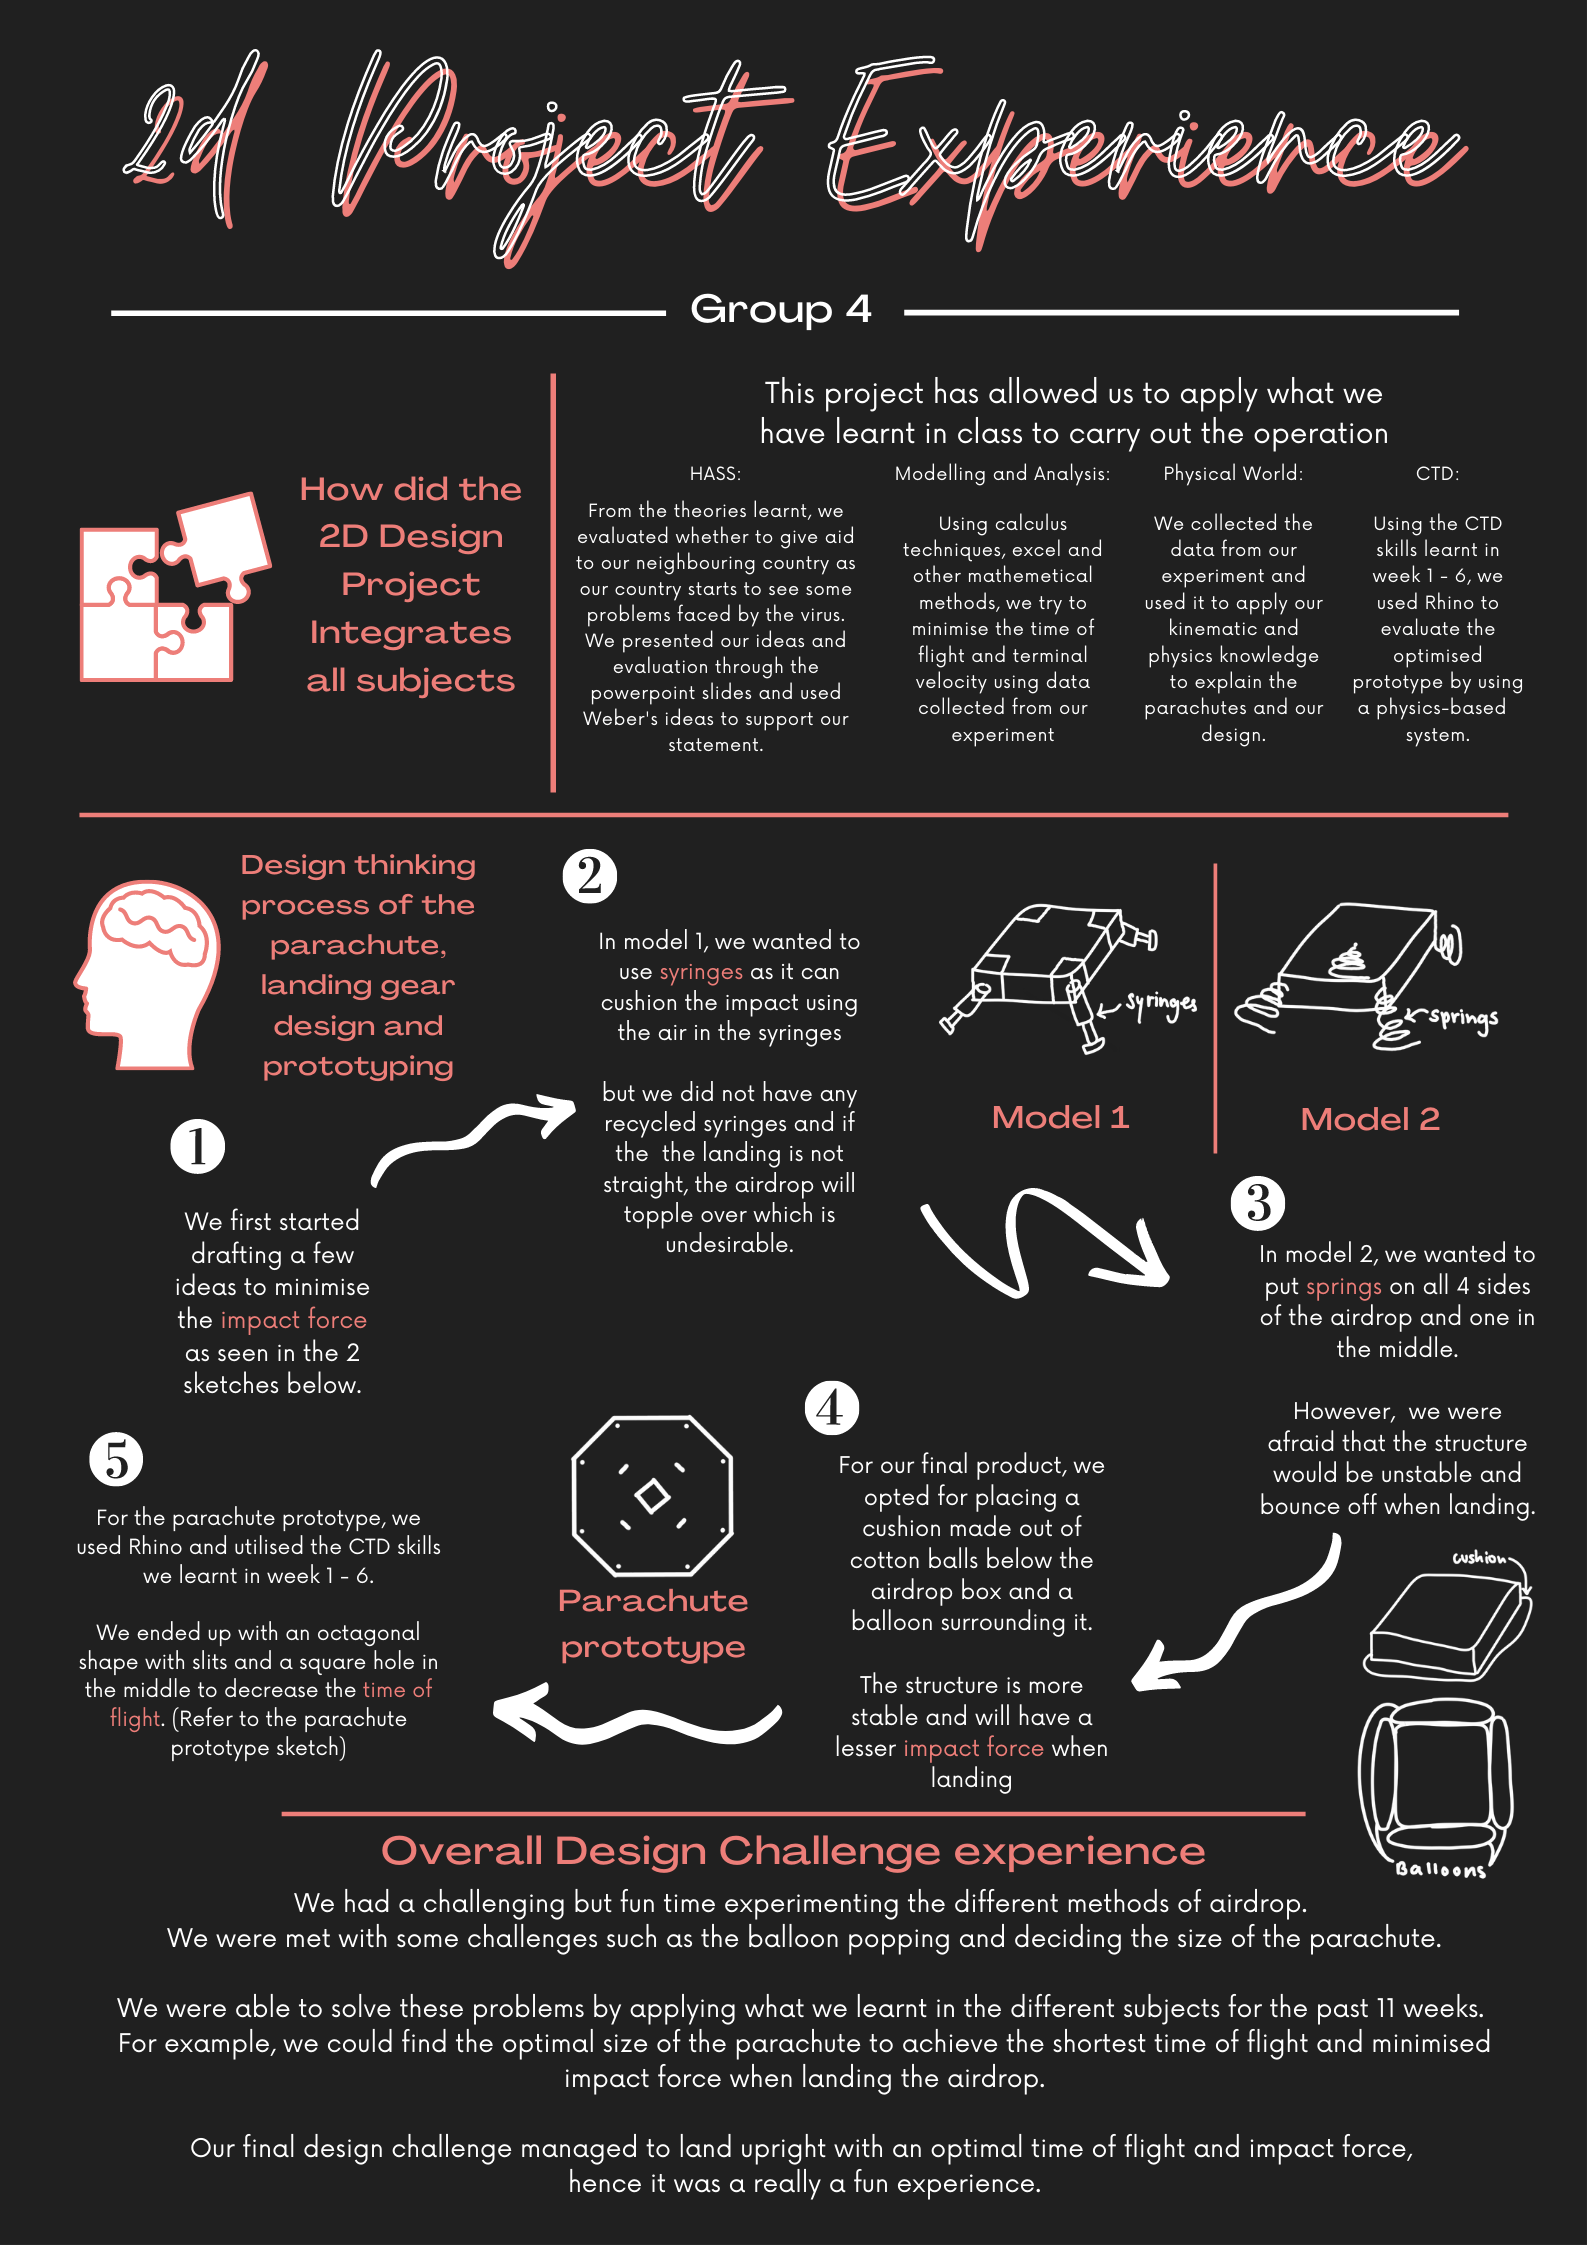 2d Project Experience
Group 4
How did the
2D Design
Project
Integrates
all subjects
This project has allowed us to apply what we
have learnt in class to carry out the operation
HASS:
From the theories learnt, we
evaluated whether to give aid
to our neighbouring country as
our country starts to see some
problems faced by the virus.
We presented our ideas and
evaluation through the
powerpoint slides and used
Weber's ideas to support our
statement.
Modelling and Analysis:
Using calculus
techniques, excel and
other mathemetical
methods, we try to
minimise the time of
flight and terminal
velocity using data
collected from our
experiment
Physical World:
We collected the
data from our
experiment and
used it to apply our
kinematic and
physics knowledge
to explain the
parachutes and our
design.
CTD:
Using the CTD
skills learnt in
week 1 - 6, we
used Rhino to
evaluate the
optimised
prototype by using
a physics-based
system.
Design thinking
process of the
parachute,
landing gear
design and
prototyping
1
We first started
drafting a few
ideas to minimise
the impact force
as seen in the 2
sketches below.
2
In model 1, we wanted to
use syringes as it can
cushion the impact using
the air in the syringes
but we did not have any
recycled syringes and if
the the landing is not
straight, the airdrop will
topple over which is
undesirable.
syringes
Model 1
springs
Model 2
3
In model 2, we wanted to
put springs on all 4 sides
of the airdrop and one in
the middle.
However, we were
afraid that the structure
would be unstable and
bounce off when landing.
4
For our final product, we
opted for placing a
cushion made out of
cotton balls below the
airdrop box and a
balloon surrounding it.
The structure is more
stable and will have a
lesser impact force when
landing
cushion
Balloons
5
For the parachute prototype, we
used Rhino and utilised the CTD skills
we learnt in week 1 - 6.
We ended up with an octagonal
shape with slits and a square hole in
the middle to decrease the time of
flight. (Refer to the parachute
prototype sketch)
Parachute
prototype
Overall Design Challenge experience
We had a challenging but fun time experimenting the different methods of airdrop.
We were met with some challenges such as the balloon popping and deciding the size of the parachute.
We were able to solve these problems by applying what we learnt in the different subjects for the past 11 weeks.
For example, we could find the optimal size of the parachute to achieve the shortest time of flight and minimised
impact force when landing the airdrop.
Our final design challenge managed to land upright with an optimal time of flight and impact force,
hence it was a really a fun experience.